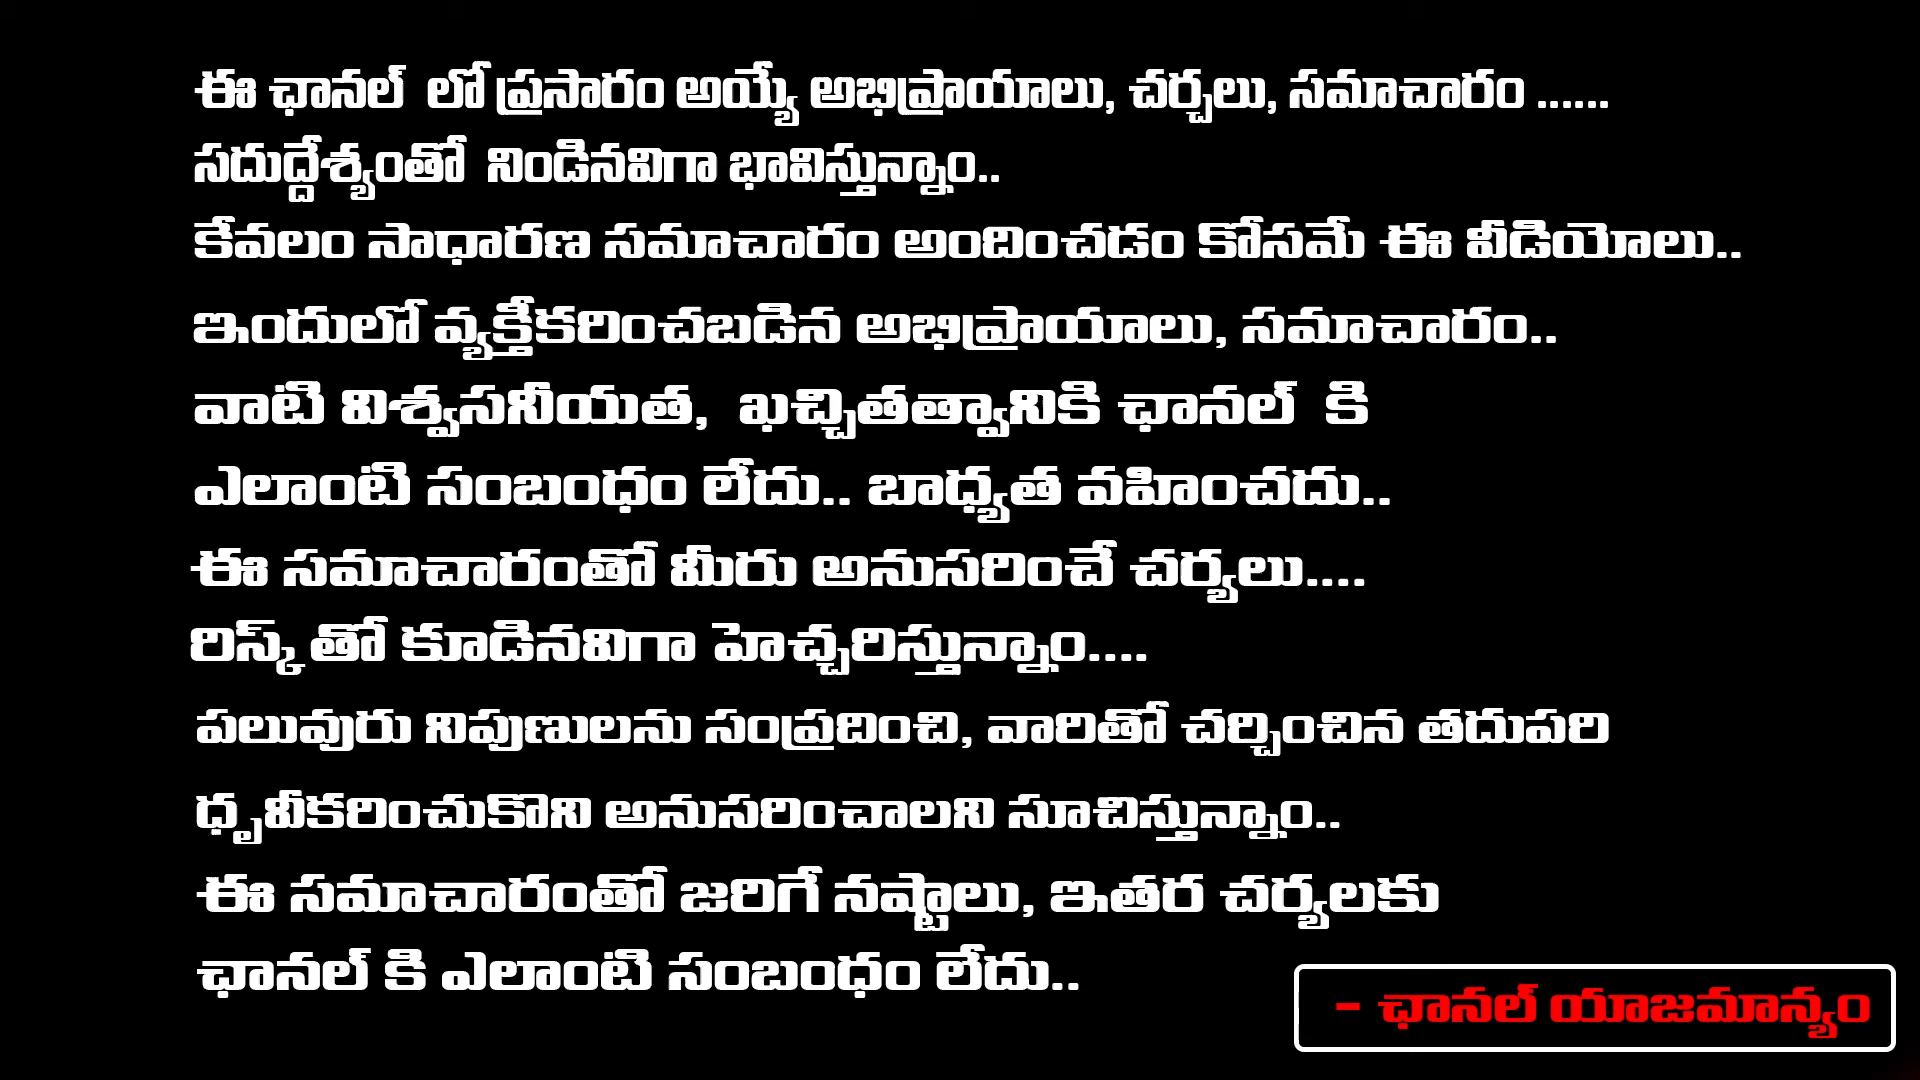 ఈ ఛానల్ లో ప్రసారం అయ్యే అభిప్రాయాలు, చర్చలు, సమాచారం ......
సదుద్దేశ్యంతో నిండినవిగా భావిస్తున్నాం..
కేవలం సాధారణ సమాచారం అందించడం కోసమే ఈ వీడియోలు..
ఇందులో వ్యక్తీకరించబడిన అభిప్రాయాలు, సమాచారం..
వాటి విశ్వసనీయత, ఖచ్చితత్వానికి ఛానల్ కి
ఎలాంటి సంబంధం లేదు.. బాధ్యత వహించదు..
ఈ సమాచారంతో మీరు అనుసరించే చర్యలు....
రిస్క్ తో కూడినవిగా హెచ్చరిస్తున్నాం....
పలువురు నిపుణులను సంప్రదించి, వారితో చర్చించిన తదుపరి
ధృవీకరించుకొని అనుసరించాలని సూచిస్తున్నాం..
ఈ సమాచారంతో జరిగే నష్టాలు, ఇతర చర్యలకు
ఛానల్ కి ఎలాంటి సంబంధం లేదు..
- ఛానల్ యాజమాన్యం